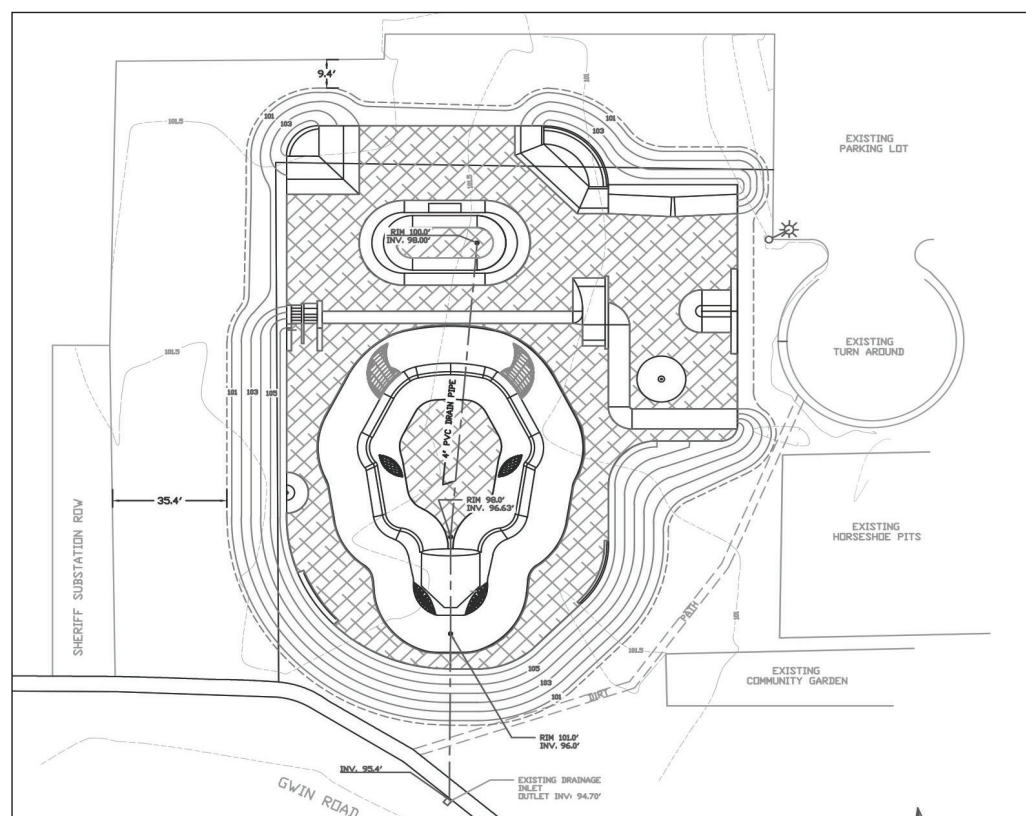 9.4'
101
101
103
101.5
103
101
EXISTING
PARKING LOT
101.5
RIM 100.0'
INV. 98.00'
101.5
EXISTING
TURN AROUND
101
103
105
4' PVC DRAIN PIPE
35.4'
RIM 98.0'
INV. 96.63'
EXISTING
HORSESHOE PITS
SHERIFF SUBSTATION ROW
PATH
101
101.5
105
103
101
EXISTING
COMMUNITY GARDEN
DIRT
RIM 101.0'
INV. 96.0'
INV. 95.4'
EXISTING DRAINAGE
INLET
OUTLET INV: 94.70'
GWIN ROAD